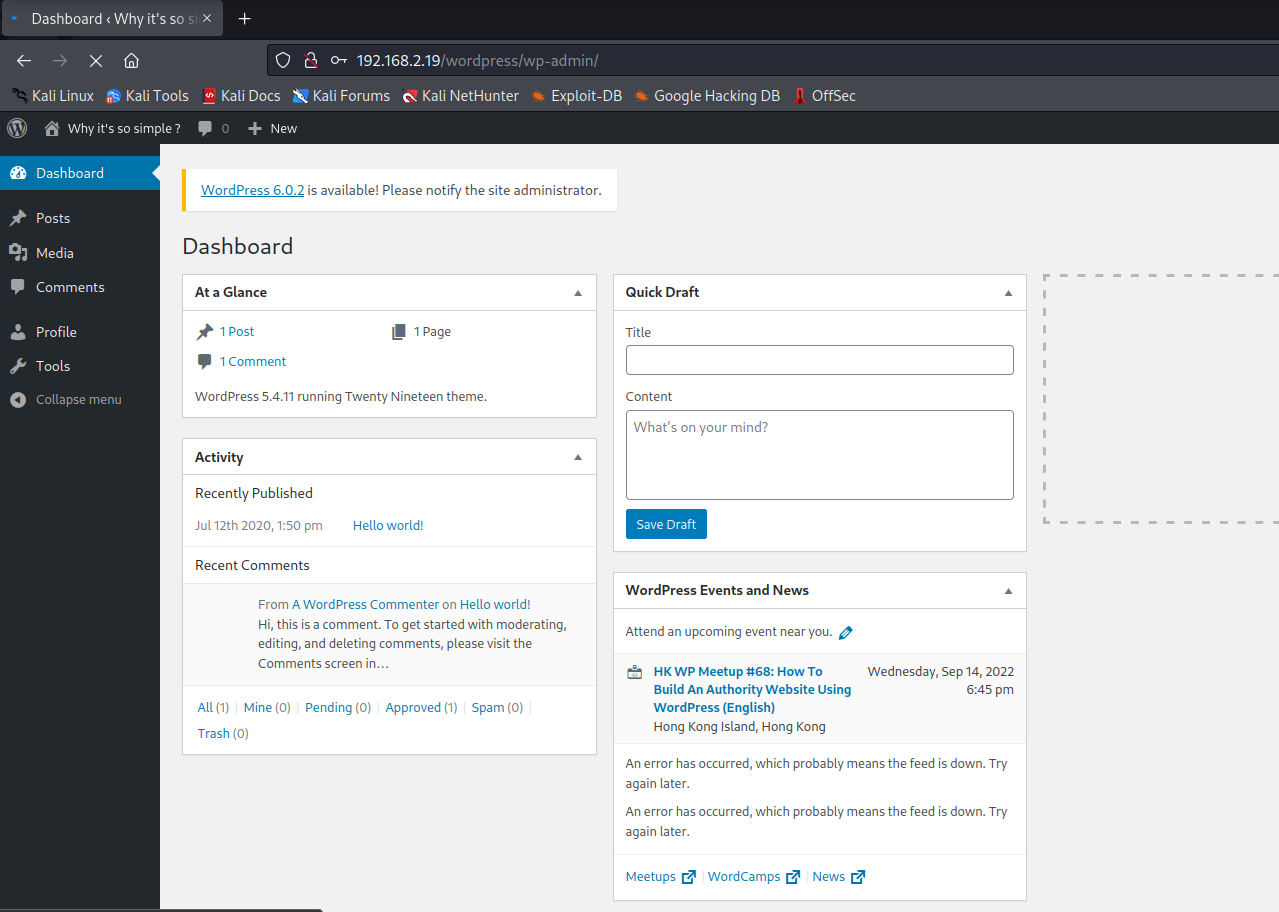 Dashboard ‹ Why it's so si
192.168.2.19/wordpress/wp-admin/
Kali Linux Kali Tools Kali Docs Kali Forums Kali NetHunter Exploit-DB Google Hacking DB OffSec
Why it's so simple ? 0 New
Dashboard
Posts
Media
Comments
Profile
Tools
Collapse menu
WordPress 6.0.2 is available! Please notify the site administrator.
Dashboard
At a Glance
1 Post 1 Page
1 Comment
WordPress 5.4.11 running Twenty Nineteen theme.
Activity
Recently Published
Jul 12th 2020, 1:50 pm Hello world!
Recent Comments
From A WordPress Commenter on Hello world!
Hi, this is a comment. To get started with moderating,
editing, and deleting comments, please visit the
Comments screen in…
All (1) | Mine (0) | Pending (0) | Approved (1) | Spam (0) |
Trash (0)
Quick Draft
Title
Content
What's on your mind?
Save Draft
WordPress Events and News
Attend an upcoming event near you.
HK WP Meetup #68: How To
Build An Authority Website Using
WordPress (English)
Hong Kong Island, Hong Kong
Wednesday, Sep 14, 2022
6:45 pm
An error has occurred, which probably means the feed is down. Try
again later.
An error has occurred, which probably means the feed is down. Try
again later.
Meetups | WordCamps | News